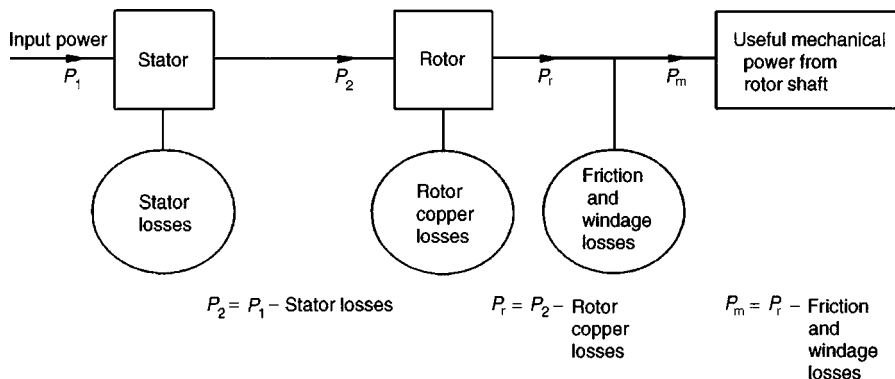 Input power
P1
Stator
P2
Rotor
Pr
Pm
Useful mechanical
power from
rotor shaft
Stator
losses
Rotor
copper
losses
Friction
and
windage
losses
P2 = P1 – Stator losses
Pr = P2 – Rotor
copper
losses
Pm = Pr – Friction
and
windage
losses